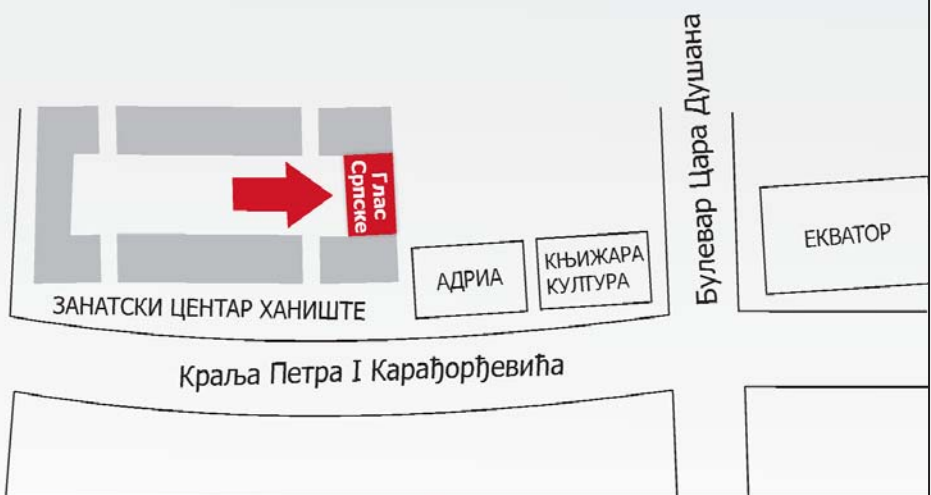 Булевар Цара Душана
Глас
Српске
ЕКВАТОР
КЊИЖАРА
КУЛТУРА
АДРИА
ЗАНАТСКИ ЦЕНТАР ХАНИШТЕ
Краља Петра I Карађорђевића